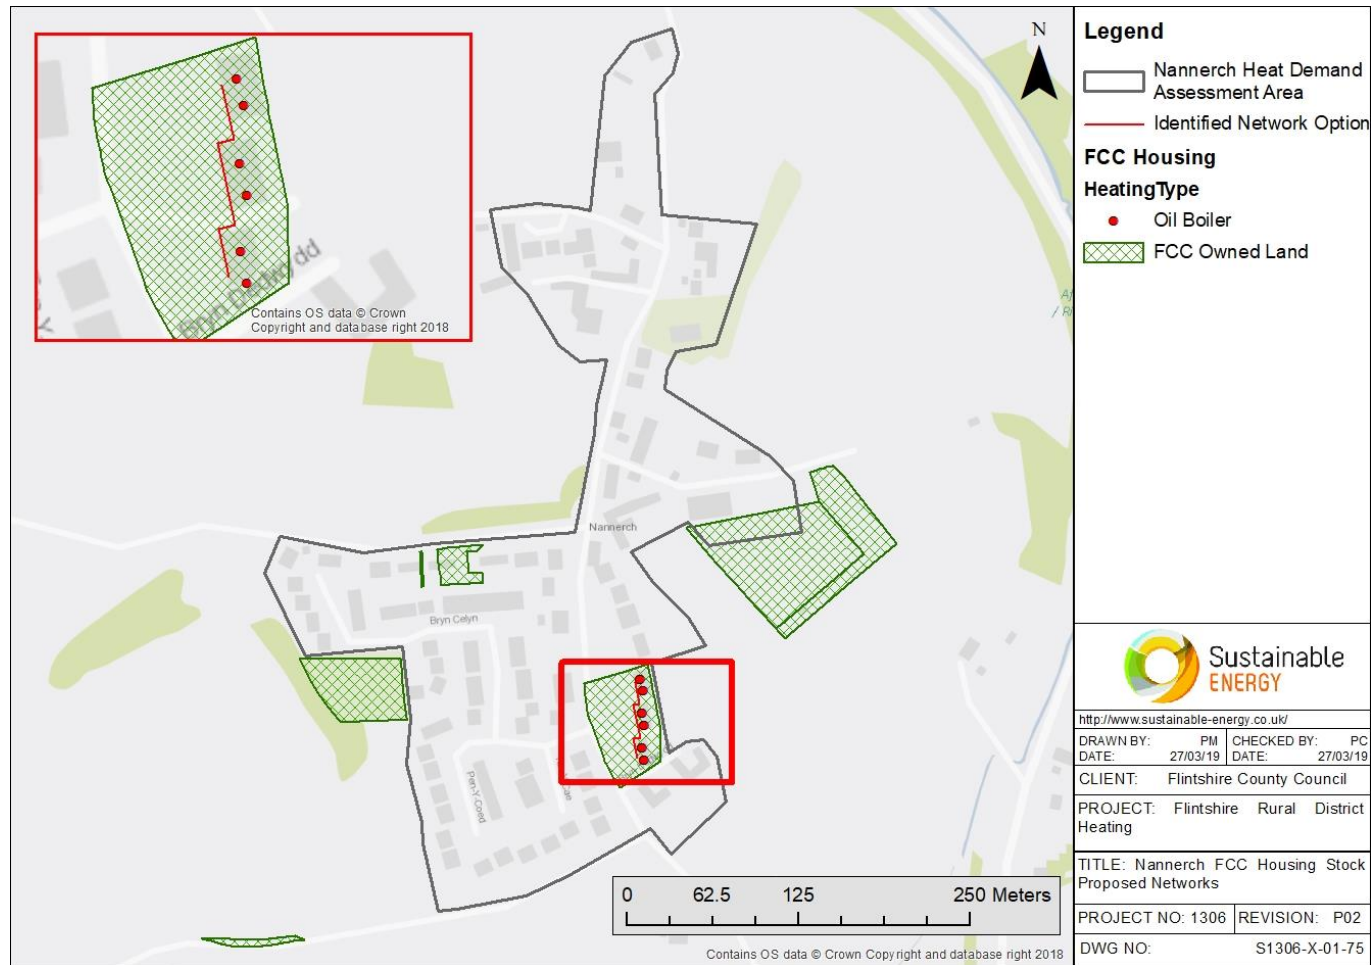 Contains OS data © Crown
Copyright and database right 2018
N
Nannerch
Bryn Celyn
Pen-Y-Coed
0 62.5 125 250 Meters
Contains OS data © Crown Copyright and database right 2018
Legend
Nannerch Heat Demand
Assessment Area
Identified Network Option
FCC Housing
HeatingType
Oil Boiler
FCC Owned Land
Sustainable
ENERGY
http://www.sustainable-energy.co.uk/
DRAWN BY: PM CHECKED BY: PC
DATE: 27/03/19 DATE: 27/03/19
CLIENT: Flintshire County Council
PROJECT: Flintshire Rural District
Heating
TITLE: Nannerch FCC Housing Stock
Proposed Networks
PROJECT NO: 1306 REVISION: P02
DWG NO: S1306-X-01-75